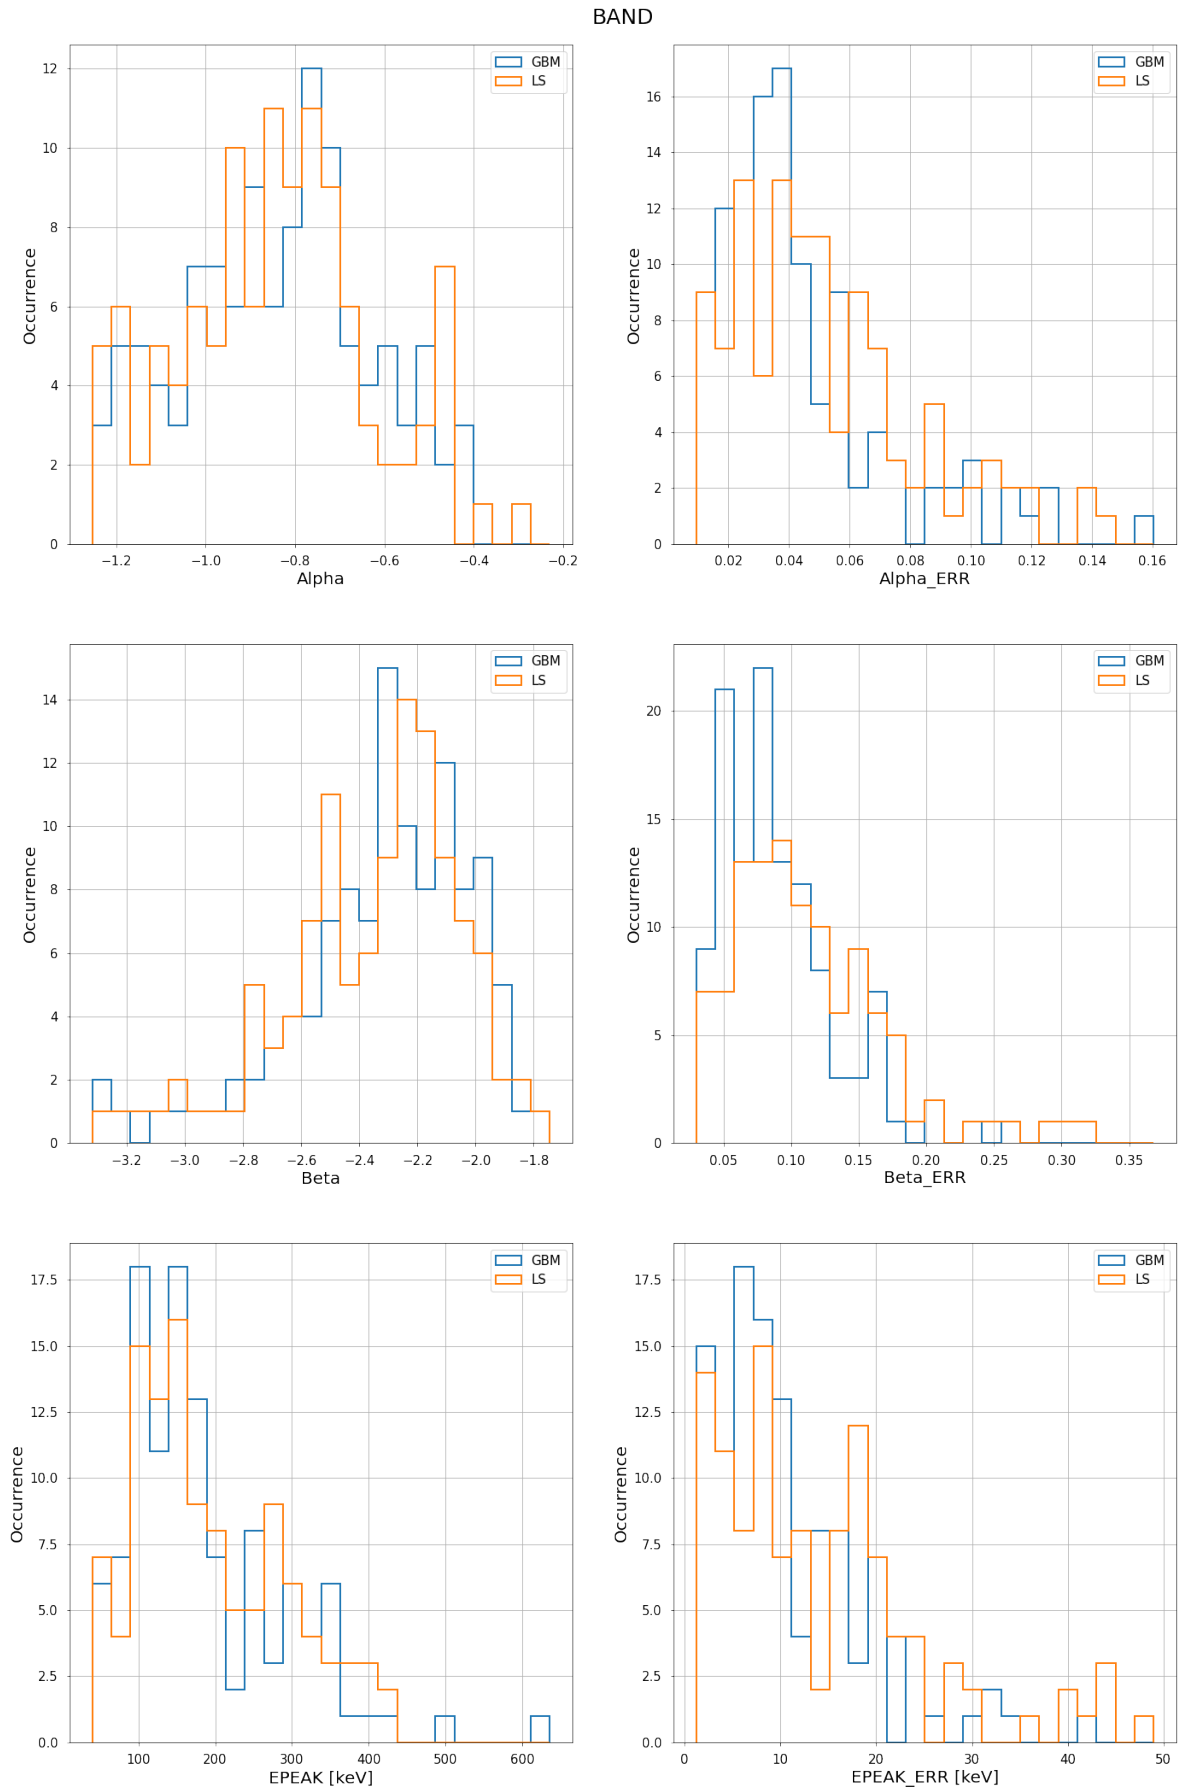 BAND
GBM
LS
12
10
8
6
4
2
0
Occurrence
−1.2 −1.0 −0.8 −0.6 −0.4 −0.2
Alpha
GBM
LS
16
14
12
10
8
6
4
2
0
Occurrence
0.02 0.04 0.06 0.08 0.10 0.12 0.14 0.16
Alpha_ERR
GBM
LS
14
12
10
8
6
4
2
0
Occurrence
−3.2 −3.0 −2.8 −2.6 −2.4 −2.2 −2.0 −1.8
Beta
GBM
LS
20
15
10
5
0
Occurrence
0.05 0.10 0.15 0.20 0.25 0.30 0.35
Beta_ERR
GBM
LS
17.5
15.0
12.5
10.0
7.5
5.0
2.5
0.0
Occurrence
100 200 300 400 500 600
EPEAK [keV]
GBM
LS
17.5
15.0
12.5
10.0
7.5
5.0
2.5
0.0
Occurrence
0 10 20 30 40 50
EPEAK_ERR [keV]